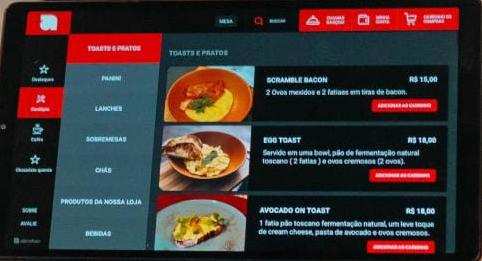 MESA
BUSCAR
CHAMAR GARÇOM
MINHA CONTA
CARRINHO DE COMPRAS
Destaques
Cardápio
Cafés
Chocolate quente
SOBRE
AVALIE
TOASTS E PRATOS
PANINI
LANCHES
SOBREMESAS
CHÁS
PRODUTOS DA NOSSA LOJA
BEBIDAS
TOASTS E PRATOS
SCRAMBLE BACON R$ 15,00
2 Ovos mexidos e 2 fatiaas em tiras de bacon.
ADICIONAR AO CARRINHO
EGG TOAST R$ 18,00
Servido em uma bowl, pão de fermentação natural
toscano ( 2 fatias ) e ovos cremosos (2 ovos).
ADICIONAR AO CARRINHO
AVOCADO ON TOAST R$ 18,00
1 fatia pão toscano fermentação natural, um leve toque
de cream cheese, pasta de avocado e ovos cremosos.
ADICIONAR AO CARRINHO